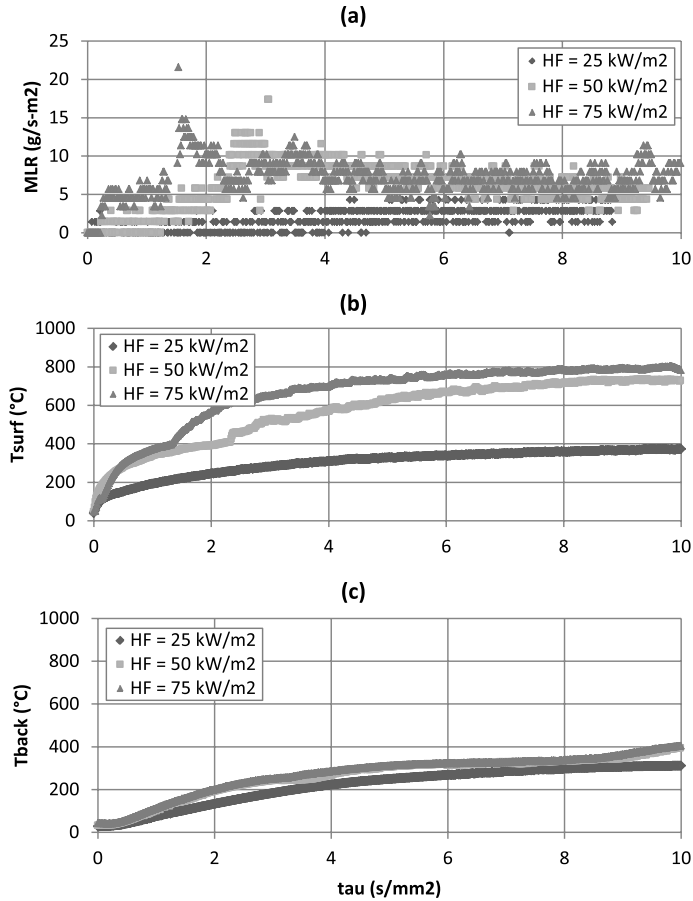 (a)
25
20
15
10
5
0
MLR (g/s-m2)
HF = 25 kW/m2
HF = 50 kW/m2
HF = 75 kW/m2
0 2 4 6 8 10
(b)
1000
800
600
400
200
0
Tsurf (°C)
HF = 25 kW/m2
HF = 50 kW/m2
HF = 75 kW/m2
0 2 4 6 8 10
(c)
1000
800
600
400
200
0
Tback (°C)
HF = 25 kW/m2
HF = 50 kW/m2
HF = 75 kW/m2
0 2 4 6 8 10
tau (s/mm2)